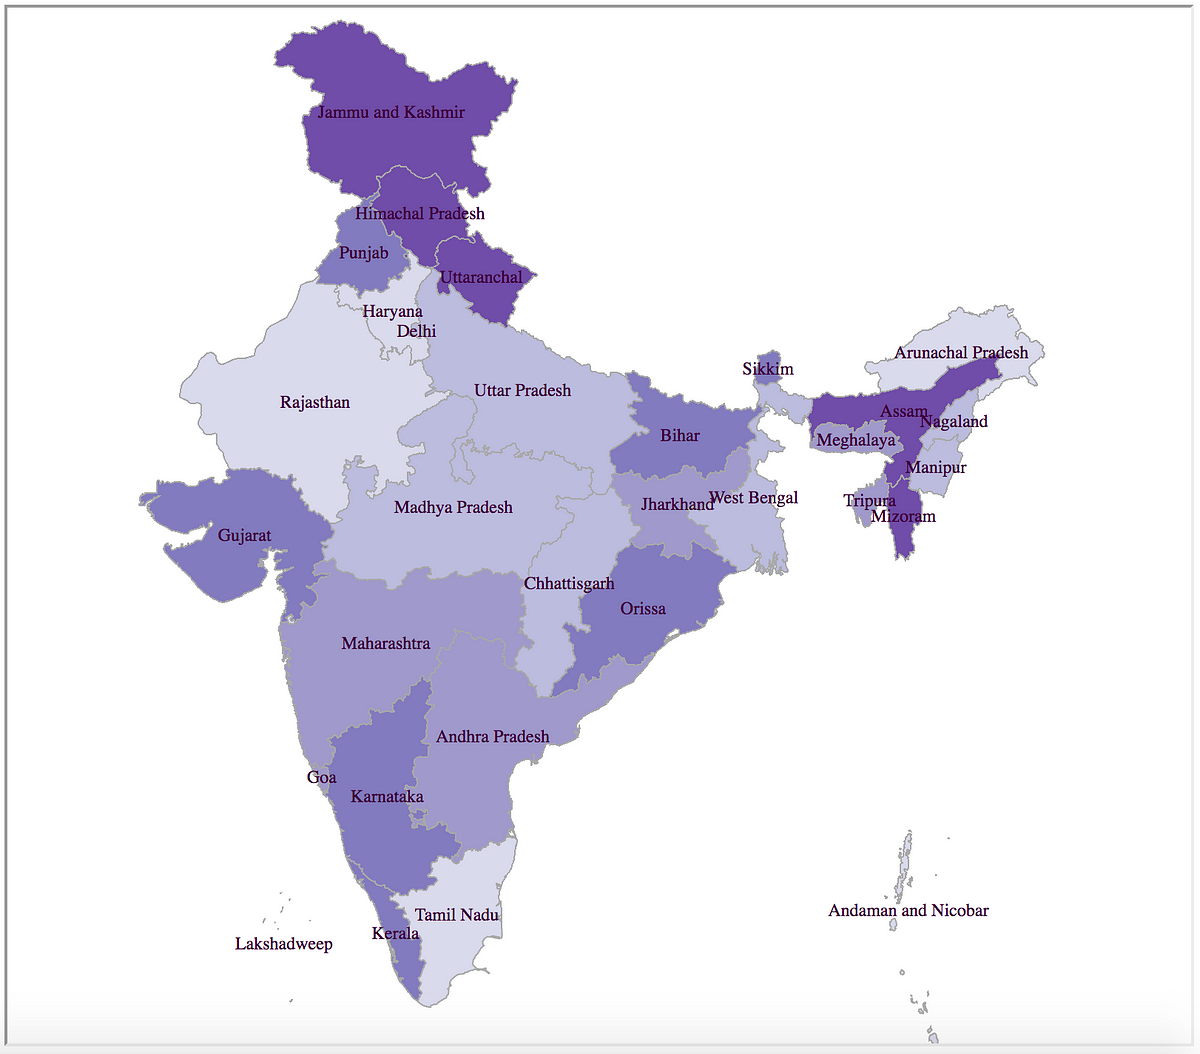 Jammu and Kashmir
Himachal Pradesh
Punjab
Uttaranchal
Haryana
Delhi
Arunachal Pradesh
Sikkim
Uttar Pradesh
Rajasthan
Assam
Nagaland
Bihar
Meghalaya
Manipur
West Bengal
Tripura
Jharkhand
Madhya Pradesh
Mizoram
Gujarat
Chhattisgarh
Orissa
Maharashtra
Andhra Pradesh
Goa
Karnataka
Andaman and Nicobar
Tamil Nadu
Kerala
Lakshadweep